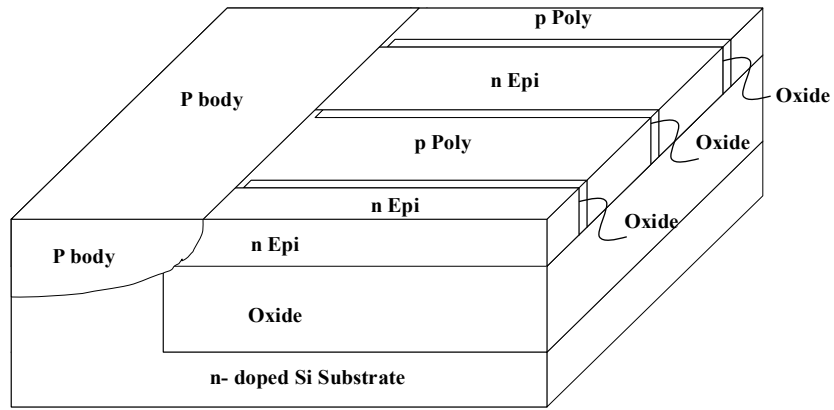 p Poly
P body
n Epi
Oxide
p Poly
Oxide
n Epi
Oxide
P body
n Epi
Oxide
n- doped Si Substrate